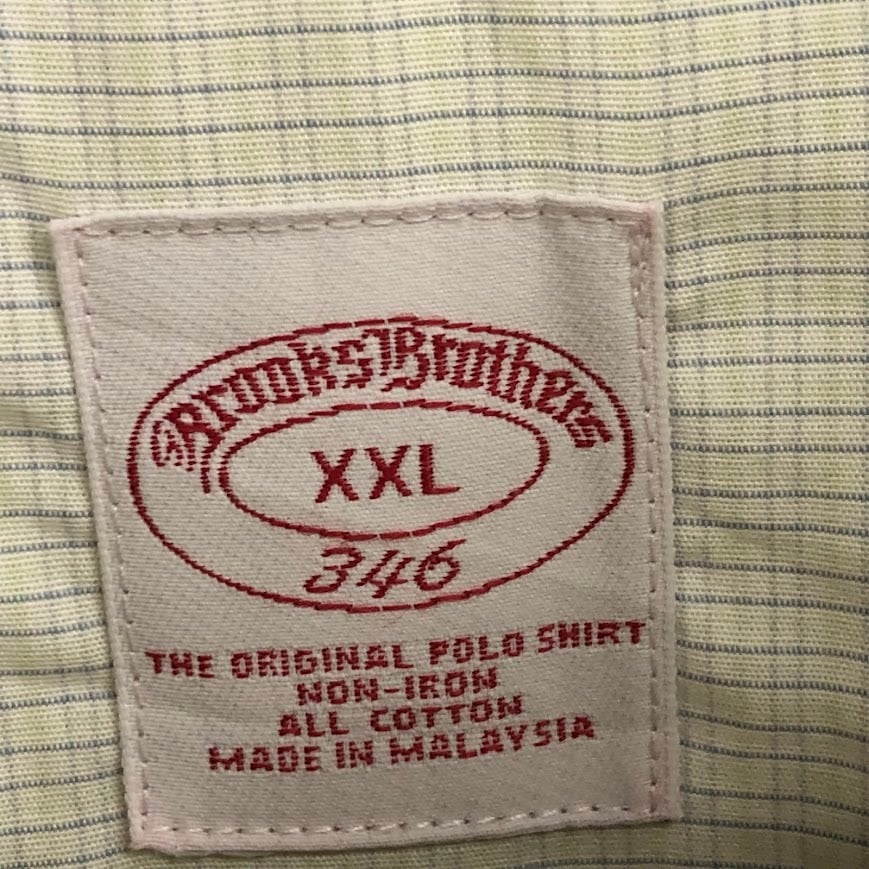 Brooks Brothers
XXL
346
THE ORIGINAL POLO SHIRT
NON-IRON
ALL COTTON
MADE IN MALAYSIA